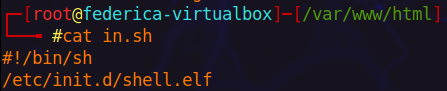 [root@federica-virtualbox]-[/var/www/html]
#cat in.sh
#!/bin/sh
/etc/init.d/shell.elf